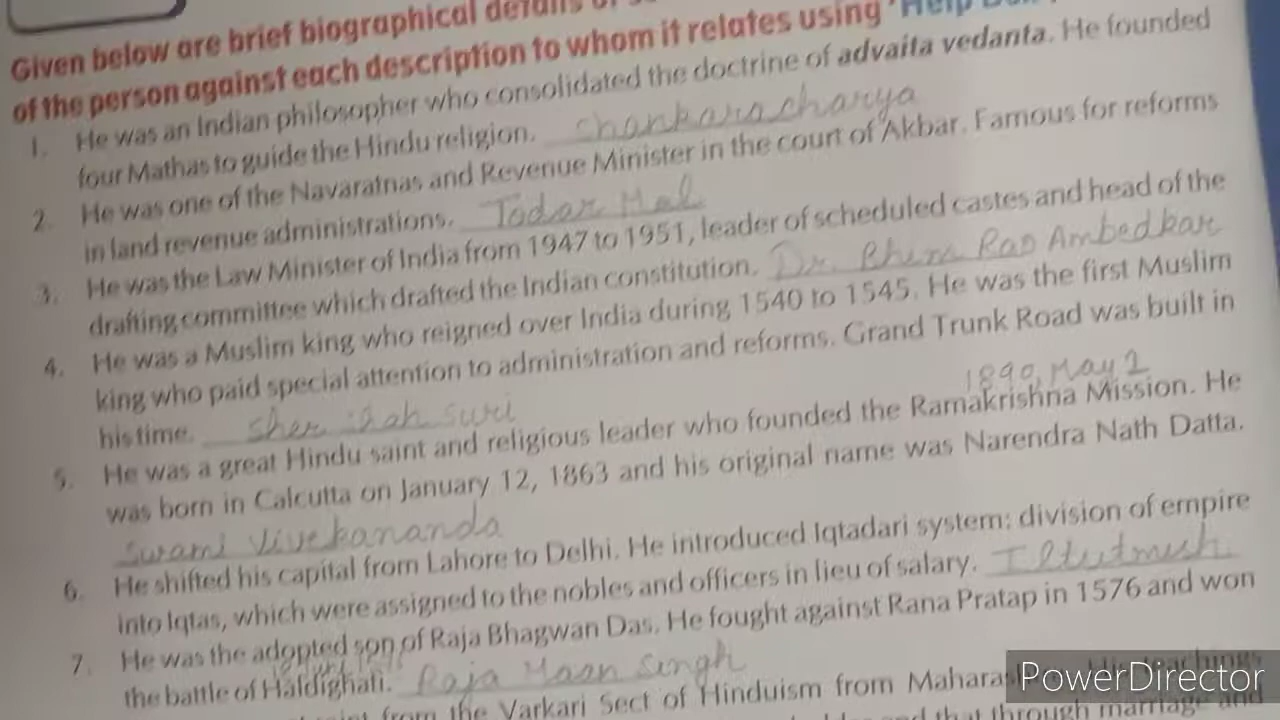 Given below are brief biographical details of
of the person against each description to whom it relates using 'Help
1. He was an Indian philosopher who consolidated the doctrine of advaita vedanta. He founded
four Mathas to guide the Hindu religion. Shankaracharya
2. He was one of the Navaratnas and Revenue Minister in the court of Akbar. Famous for reforms
in land revenue administrations. Todar Mal
3. He was the Law Minister of India from 1947 to 1951, leader of scheduled castes and head of the
drafting committee which drafted the Indian constitution. Dr. Bhim Rao Ambedkar
4. He was a Muslim king who reigned over India during 1540 to 1545. He was the first Muslim
king who paid special attention to administration and reforms. Grand Trunk Road was built in
his time. Sher shah suri
1890, May 1
5. He was a great Hindu saint and religious leader who founded the Ramakrishna Mission. He
was born in Calcutta on January 12, 1863 and his original name was Narendra Nath Datta.
Swami Vivekananda
6. He shifted his capital from Lahore to Delhi. He introduced Iqtadari system; division of empire
into Iqtas, which were assigned to the nobles and officers in lieu of salary. Iltutmish
7. He was the adopted son of Raja Bhagwan Das. He fought against Rana Pratap in 1576 and won
the battle of Haldighati. Raja Maan Singh
from the Varkari Sect of Hinduism from
that through marriage and
PowerDirector